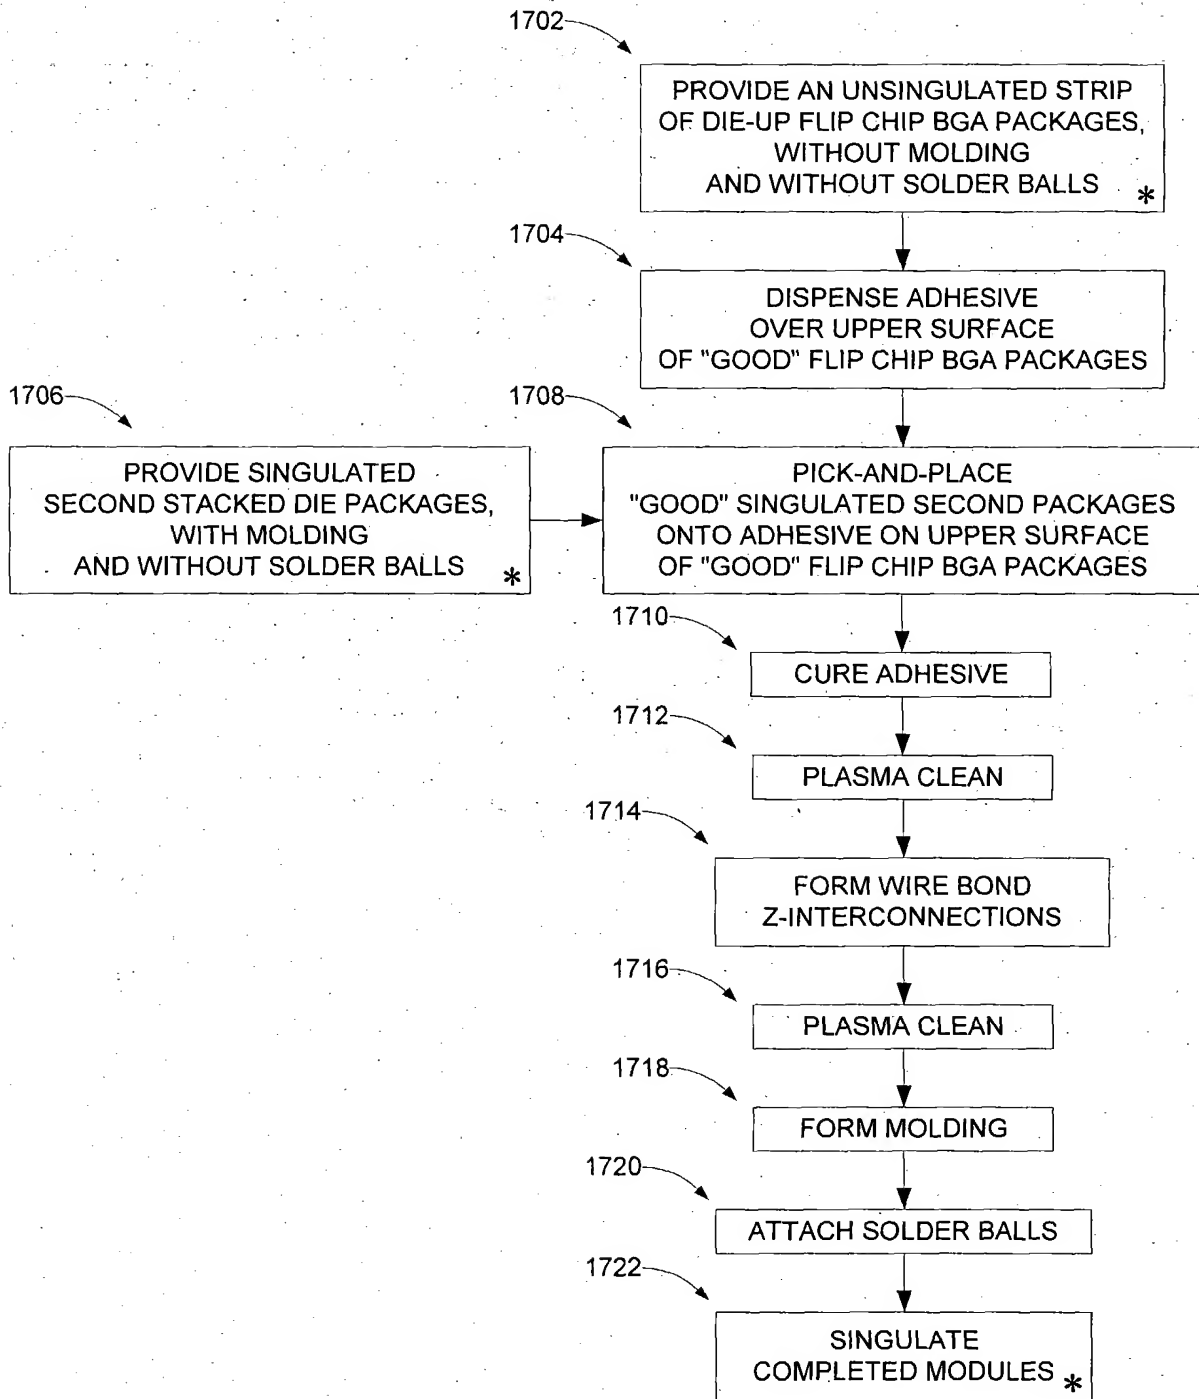 1702
PROVIDE AN UNSINGULATED STRIP
OF DIE-UP FLIP CHIP BGA PACKAGES,
WITHOUT MOLDING
AND WITHOUT SOLDER BALLS *
1704
DISPENSE ADHESIVE
OVER UPPER SURFACE
OF "GOOD" FLIP CHIP BGA PACKAGES
1706
PROVIDE SINGULATED
SECOND STACKED DIE PACKAGES,
WITH MOLDING
AND WITHOUT SOLDER BALLS *
1708
PICK-AND-PLACE
"GOOD" SINGULATED SECOND PACKAGES
ONTO ADHESIVE ON UPPER SURFACE
OF "GOOD" FLIP CHIP BGA PACKAGES
1710
CURE ADHESIVE
1712
PLASMA CLEAN
1714
FORM WIRE BOND
Z-INTERCONNECTIONS
1716
PLASMA CLEAN
1718
FORM MOLDING
1720
ATTACH SOLDER BALLS
1722
SINGULATE
COMPLETED MODULES *